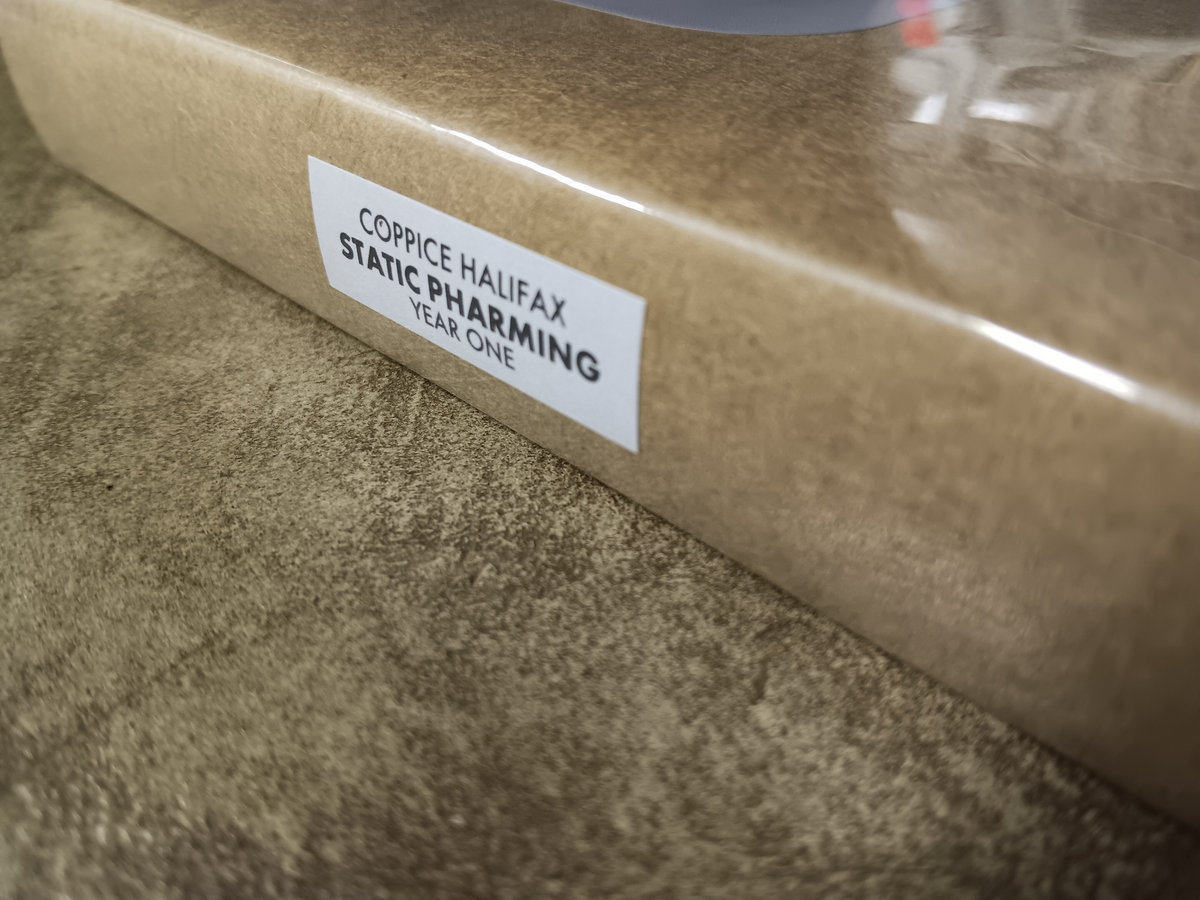 COPPICE HALIFAX
STATIC PHARMING
YEAR ONE